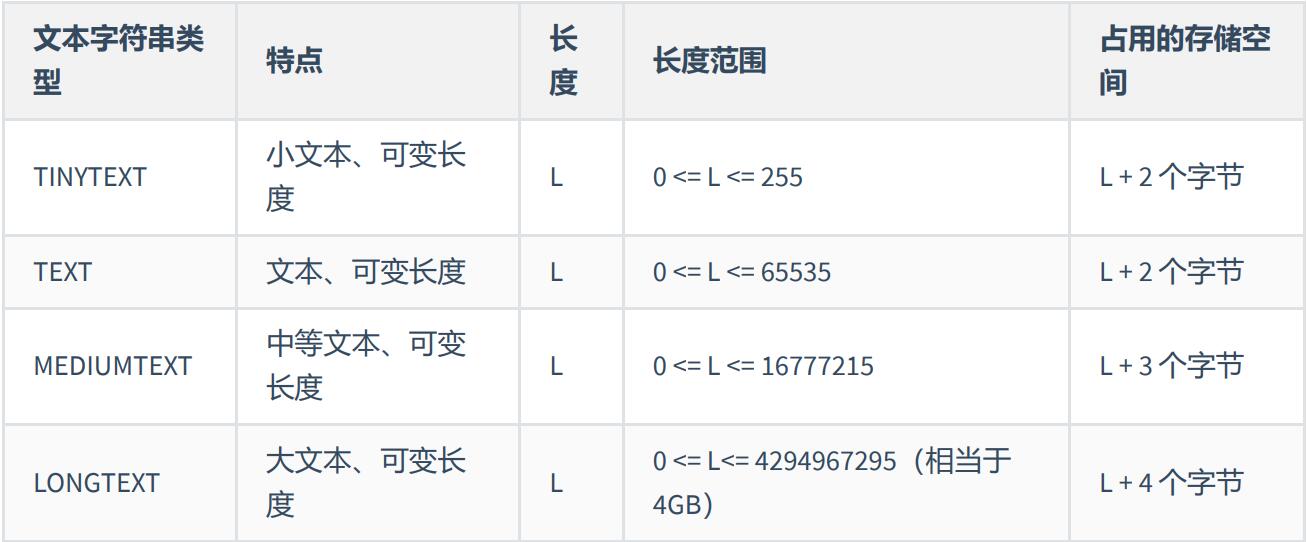 文本字符串类
型
特点
长
度
长度范围
占用的存储空
间
TINYTEXT
小文本、可变长
度
L
0 <= L <= 255
L + 2 个字节
TEXT
文本、可变长度
L
0 <= L <= 65535
L + 2 个字节
MEDIUMTEXT
中等文本、可变
长度
L
0 <= L <= 16777215
L + 3 个字节
LONGTEXT
大文本、可变长
度
L
0 <= L<= 4294967295（相当于
4GB）
L + 4 个字节